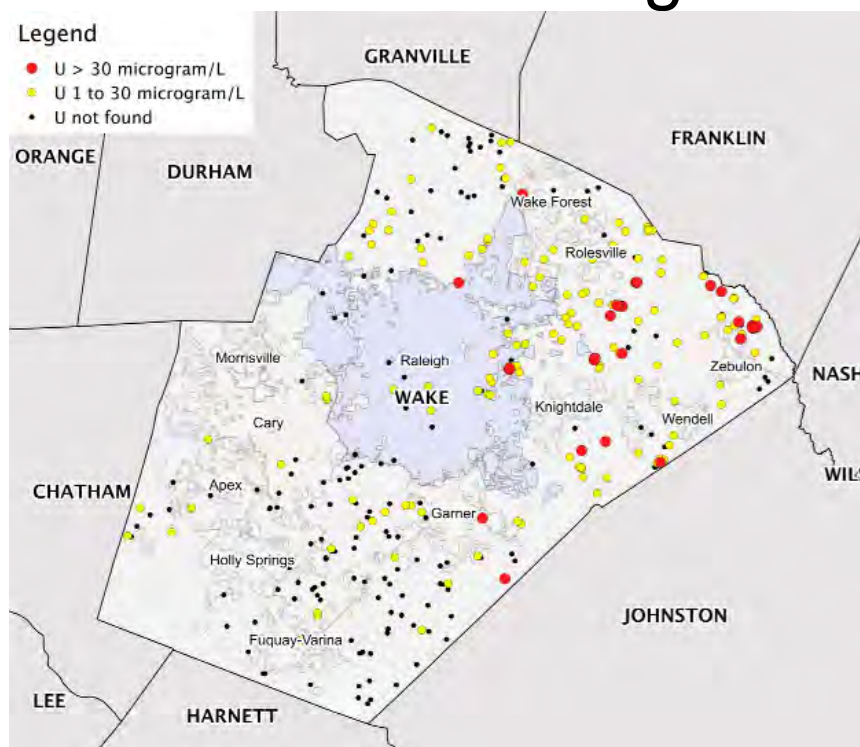 Legend
U > 30 microgram/L
U 1 to 30 microgram/L
U not found
GRANVILLE
FRANKLIN
ORANGE
DURHAM
Wake Forest
Rolesville
Morrisville
Raleigh
Zebulon
NASH
WAKE
Knightdale
Wendell
Cary
CHATHAM
Apex
Garner
Holly Springs
JOHNSTON
Fuquay-Varina
LEE
HARNETT